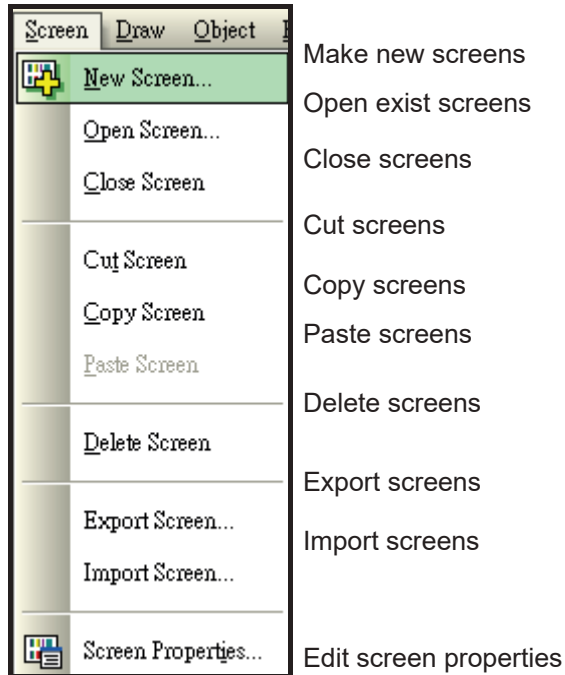 Screen Draw Object
New Screen... Make new screens
Open Screen... Open exist screens
Close Screen Close screens
Cut Screen Cut screens
Copy Screen Copy screens
Paste Screen Paste screens
Delete Screen Delete screens
Export Screen... Export screens
Import Screen... Import screens
Screen Properties... Edit screen properties